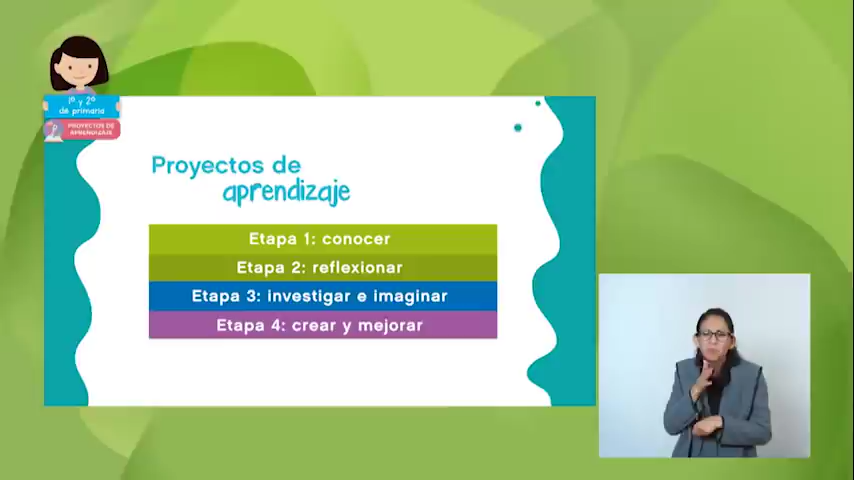 1° y 2°
de primaria
PROYECTOS DE
APRENDIZAJE
Proyectos de
aprendizaje
Etapa 1: conocer
Etapa 2: reflexionar
Etapa 3: investigar e imaginar
Etapa 4: crear y mejorar